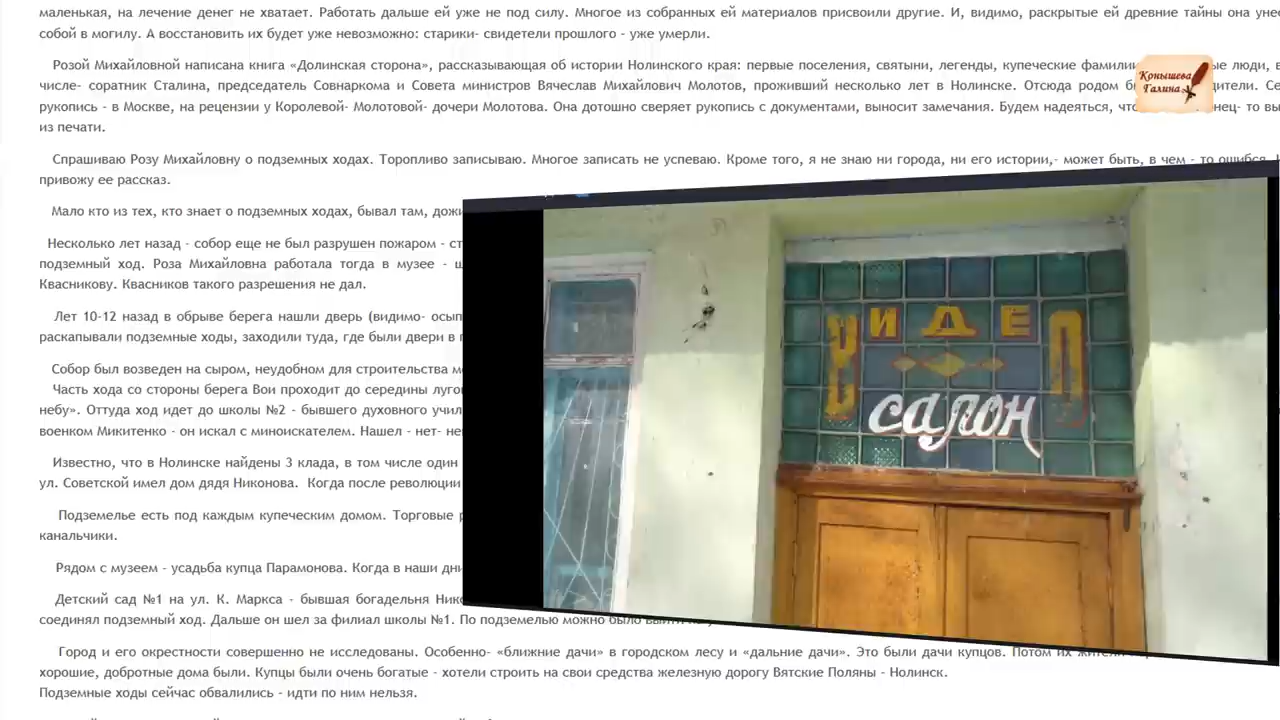 маленькая, на лечение денег не хватает. Работать дальше ей уже не под силу. Многое из собранных ей материалов присвоили другие. И, видимо, раскрытые ей древние тайны она
собой в могилу. А восстановить их будет уже невозможно: старики- свидетели прошлого - уже умерли.
Розой Михайловной написана книга «Долинская сторона», рассказывающая об истории Нолинского края: первые поселения, святыни, легенды, купеческие люди, в
числе- соратник Сталина, председатель Совнаркома и Совета министров Вячеслав Михайлович Молотов, проживший несколько лет в Нолинске. Отсюда родом
рукопись - в Москве, на рецензии у Королевой- Молотовой- дочери Молотова. Она дотошно сверяет рукопись с документами, выносит замечания. Будем надеяться, то
из печати.
Конышева
Галина
Спрашиваю Розу Михайловну о подземных ходах. Торопливо записываю. Многое записать не успеваю. Кроме того, я не знаю ни города, ни его истории,- может быть, в чем - то ошибся.
привожу ее рассказ.
Мало кто из тех, кто знает о подземных ходах, бывал там,
Несколько лет назад - собор еще не был разрушен пожаром -
подземный ход. Роза Михайловна работала тогда в музее -
Квасникову. Квасников такого разрешения не дал.
Лет 10-12 назад в обрыве берега нашли дверь (видимо-
раскапывали подземные ходы, заходили туда, где были двери в
Собор был возведен на сыром, неудобном для строительства
Часть хода со стороны берега Вои проходит до середины
небу». Оттуда ход идет до школы №2 - бывшего духовного
военком Микитенко - он искал с миноискателем. Нашел - нет-
Известно, что в Нолинске найдены 3 клада, в том числе один
ул. Советской имел дом дядя Никонова. Когда после революции
Подземелье есть под каждым купеческим домом. Торговые
канальчики.
Рядом с музеем - усадьба купца Парамонова. Когда в наши
Детский сад №1 на ул. К. Маркса - бывшая богадельня
соединял подземный ход. Дальше он шел за филиал школы №1. По подземелью можно было
Город и его окрестности совершенно не исследованы. Особенно- «ближние дачи» в городском лесу и «дальние дачи». Это были дачи купцов. Потом их
хорошие, добротные дома были. Купцы были очень богатые - хотели строить на свои средства железную дорогу Вятские Поляны - Нолинск.
Подземные ходы сейчас обвалились - идти по ним нельзя.
ВИДЕО
салон